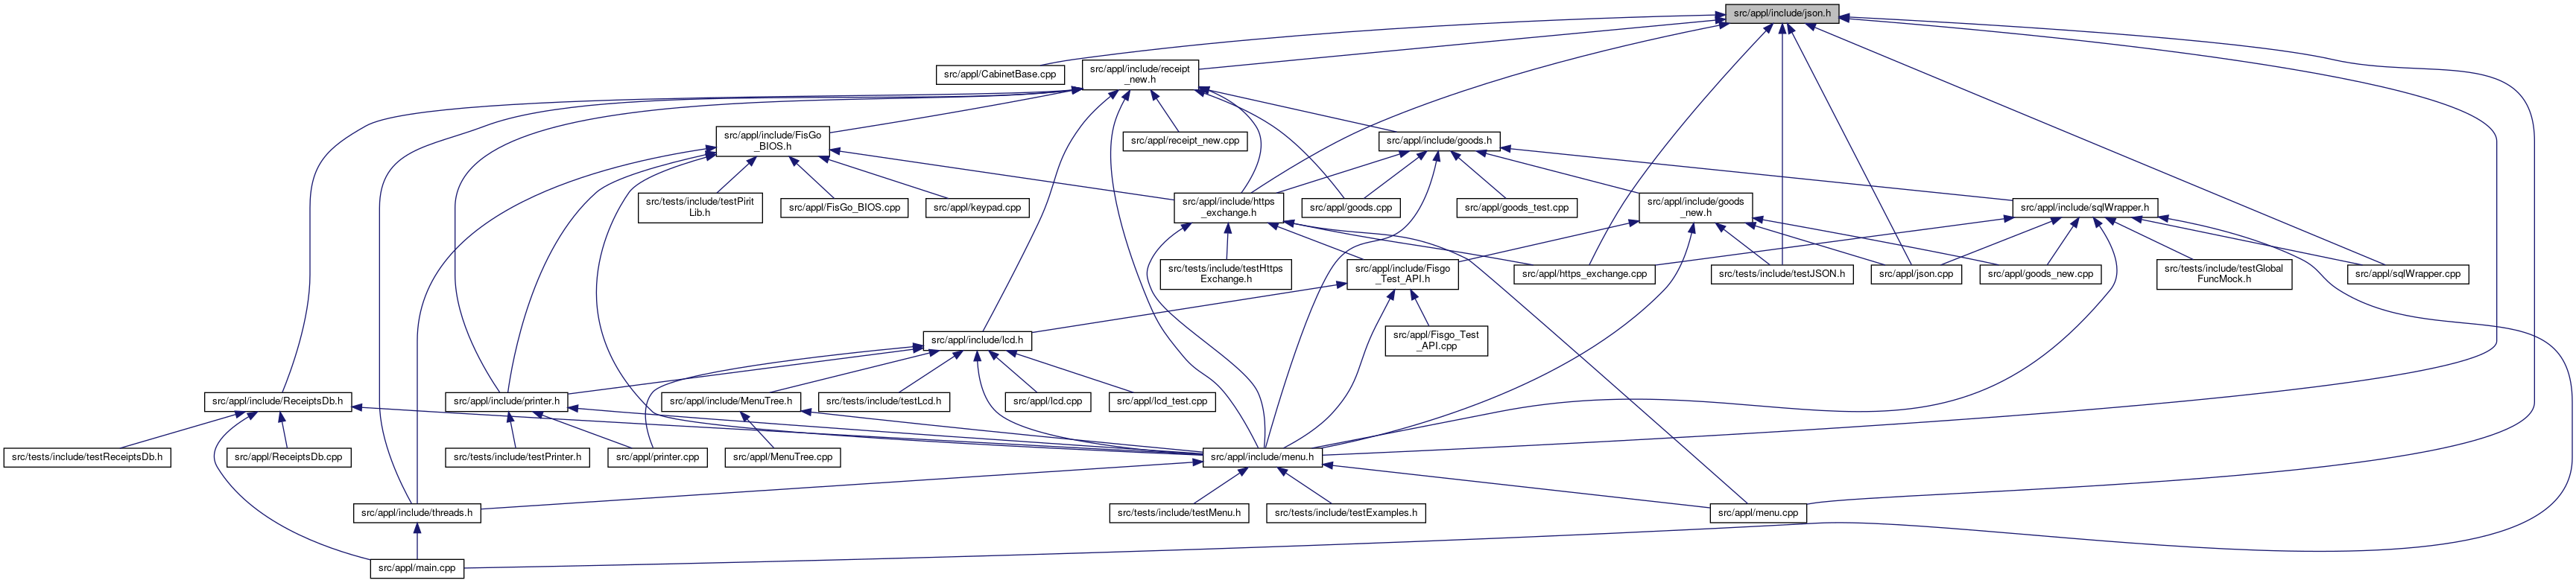 src/appl/include/json.h
src/appl/CabinetBase.cpp
src/appl/include/receipt
_new.h
src/appl/include/FisGo
_BIOS.h
src/appl/receipt_new.cpp
src/appl/include/goods.h
src/tests/include/testPirit
Lib.h
src/appl/FisGo_BIOS.cpp
src/appl/keypad.cpp
src/appl/include/https
_exchange.h
src/appl/goods.cpp
src/appl/goods_test.cpp
src/appl/include/goods
_new.h
src/appl/include/sqlWrapper.h
src/tests/include/testHttps
Exchange.h
src/appl/include/Fisgo
_Test_API.h
src/appl/https_exchange.cpp
src/tests/include/testJSON.h
src/appl/json.cpp
src/appl/goods_new.cpp
src/tests/include/testGlobal
FuncMock.h
src/appl/sqlWrapper.cpp
src/appl/include/lcd.h
src/appl/Fisgo_Test
_API.cpp
src/appl/include/ReceiptsDb.h
src/appl/include/printer.h
src/appl/include/MenuTree.h
src/tests/include/testLcd.h
src/appl/lcd.cpp
src/appl/lcd_test.cpp
src/tests/include/testReceiptsDb.h
src/appl/ReceiptsDb.cpp
src/tests/include/testPrinter.h
src/appl/printer.cpp
src/appl/MenuTree.cpp
src/appl/include/menu.h
src/appl/include/threads.h
src/tests/include/testMenu.h
src/tests/include/testExamples.h
src/appl/menu.cpp
src/appl/main.cpp